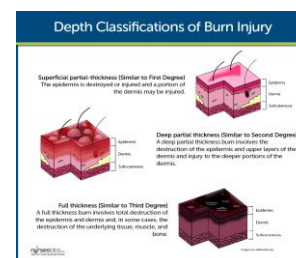 Depth Classifications of Burn Injury
Superficial partial-thickness (Similar to First Degree)
The epidermis is destroyed or injured and a portion of
the dermis may be injured.
Epidermis
Dermis
Subcutaneous
Epidermis
Dermis
Subcutaneous
Deep partial thickness (Similar to Second Degree)
A deep partial thickness burn involves the
destruction of the epidermis and upper layers of the
dermis and injury to the deeper portions of the
dermis.
Full thickness (Similar to Third Degree)
A full thickness burn involves total destruction of
the epidermis and dermis and, in some cases, the
destruction of the underlying tissue, muscle, and
bone.
Epidermis
Dermis
Subcutaneous